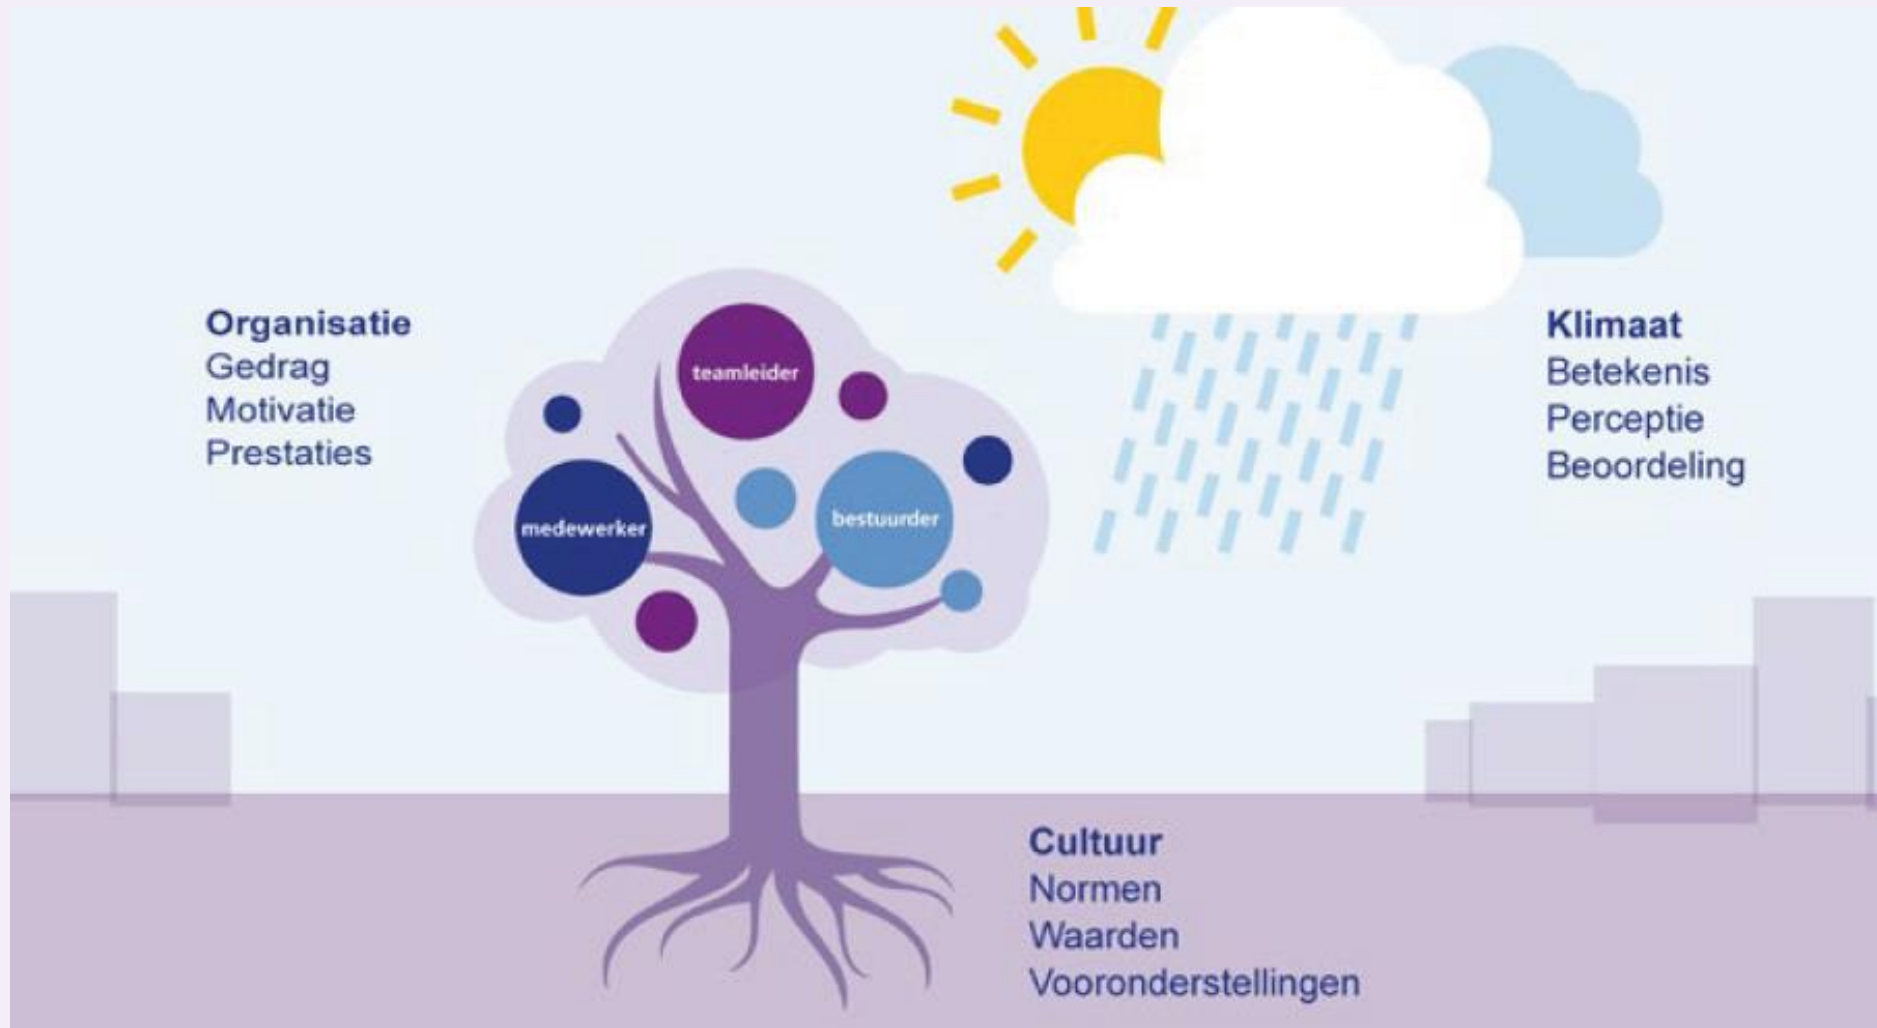 Organisatie
Gedrag
Motivatie
Prestaties
teamleider
medewerker
bestuurder
Klimaat
Betekenis
Perceptie
Beoordeling
Cultuur
Normen
Waarden
Vooronderstellingen